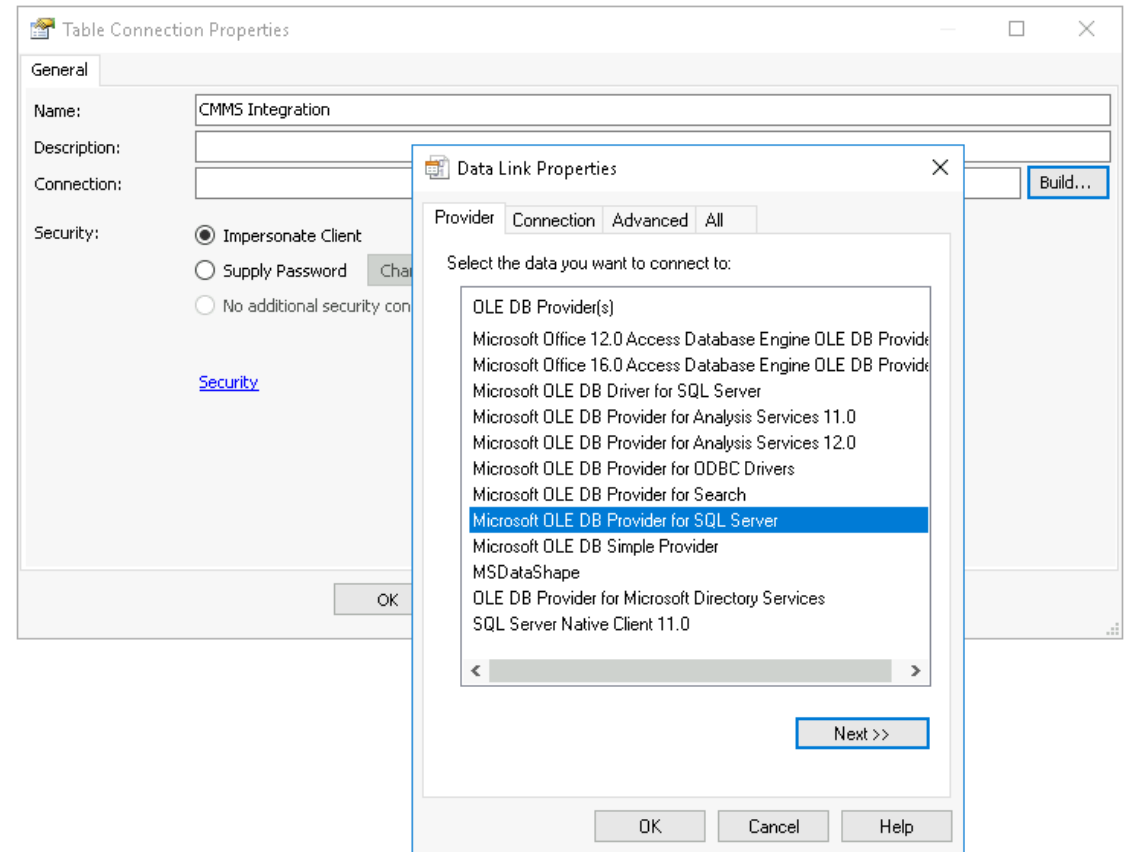 Table Connection Properties
General
Name: CMMS Integration
Description:
Connection: Build...
Security: Impersonate Client
Supply Password
No additional security
Security
OK
Data Link Properties
Provider Connection Advanced All
Select the data you want to connect to:
OLE DB Provider(s)
Microsoft Office 12.0 Access Database Engine OLE DB
Microsoft Office 16.0 Access Database Engine OLE DB
Microsoft OLE DB Driver for SQL Server
Microsoft OLE DB Provider for Analysis Services 11.0
Microsoft OLE DB Provider for Analysis Services 12.0
Microsoft OLE DB Provider for ODBC Drivers
Microsoft OLE DB Provider for Search
Microsoft OLE DB Provider for SQL Server
Microsoft OLE DB Simple Provider
MSDataShape
OLE DB Provider for Microsoft Directory Services
SQL Server Native Client 11.0
Next >>
OK Cancel Help